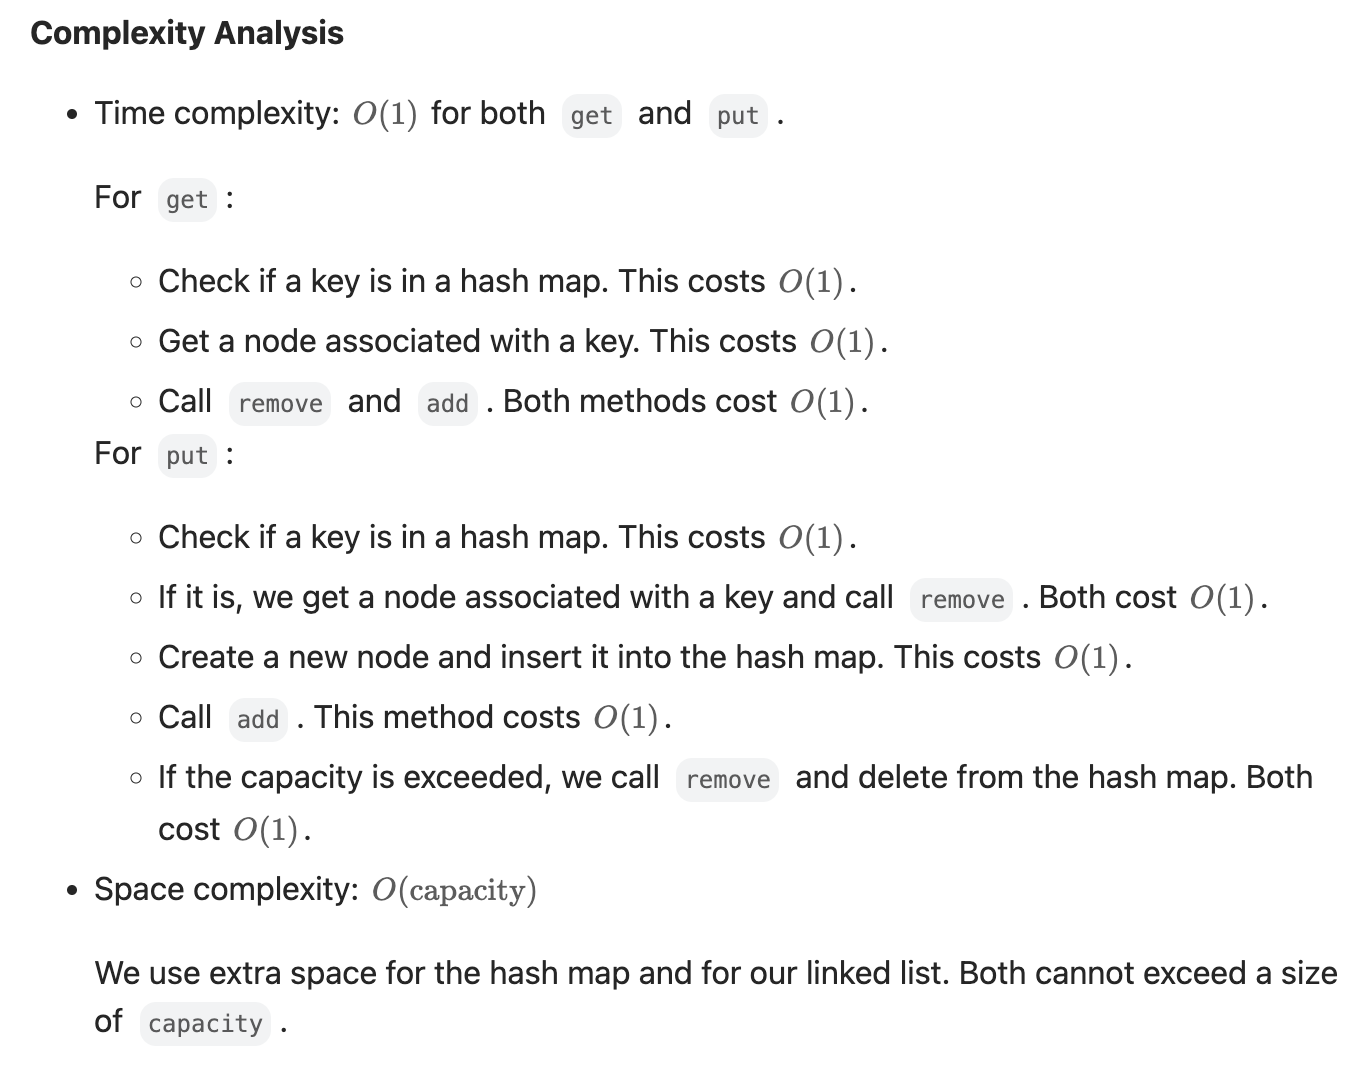 Complexity Analysis
• Time complexity: O(1) for both get and put .
For get :
◦ Check if a key is in a hash map. This costs O(1).
◦ Get a node associated with a key. This costs O(1).
◦ Call remove and add . Both methods cost O(1).
For put :
◦ Check if a key is in a hash map. This costs O(1).
◦ If it is, we get a node associated with a key and call remove . Both cost O(1).
◦ Create a new node and insert it into the hash map. This costs O(1).
◦ Call add . This method costs O(1).
◦ If the capacity is exceeded, we call remove and delete from the hash map. Both
cost O(1).
• Space complexity: O(capacity)
We use extra space for the hash map and for our linked list. Both cannot exceed a size
of capacity .